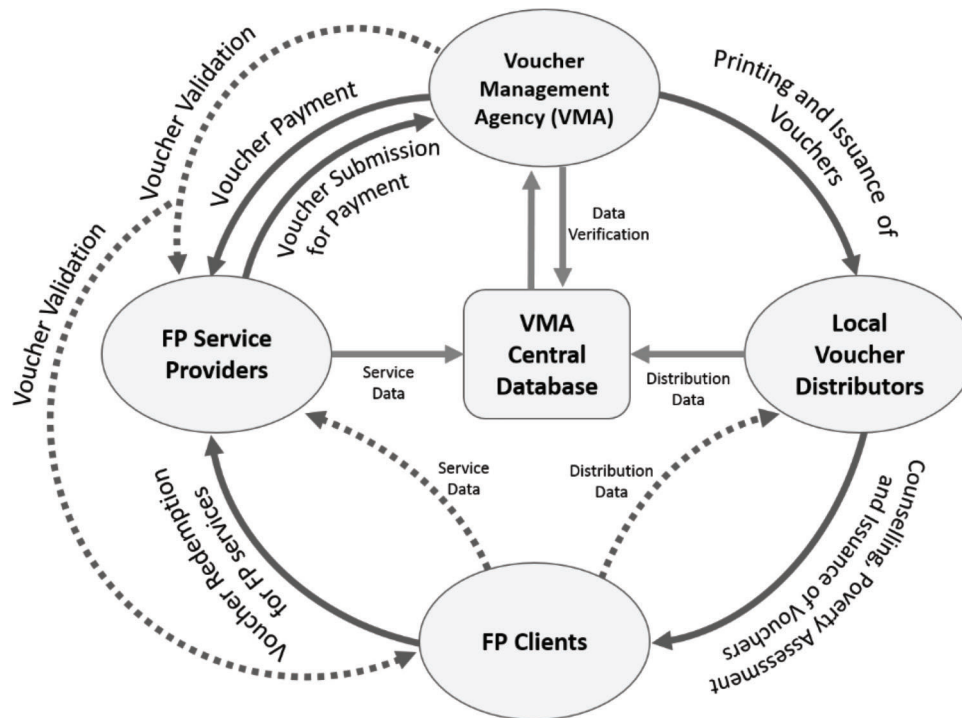 Voucher
Management
Agency (VMA)
Voucher Validation
Voucher Payment
Voucher Submission
for Payment
Printing and Issuance of
Vouchers
Data
Verification
Voucher Validation
FP Service
Providers
Service
Data
VMA
Central
Database
Distribution
Data
Local
Voucher
Distributors
Service
Data
Distribution
Data
Voucher Redemption
for FP services
Counselling, Poverty Assessment
and Issuance of Vouchers
FP Clients